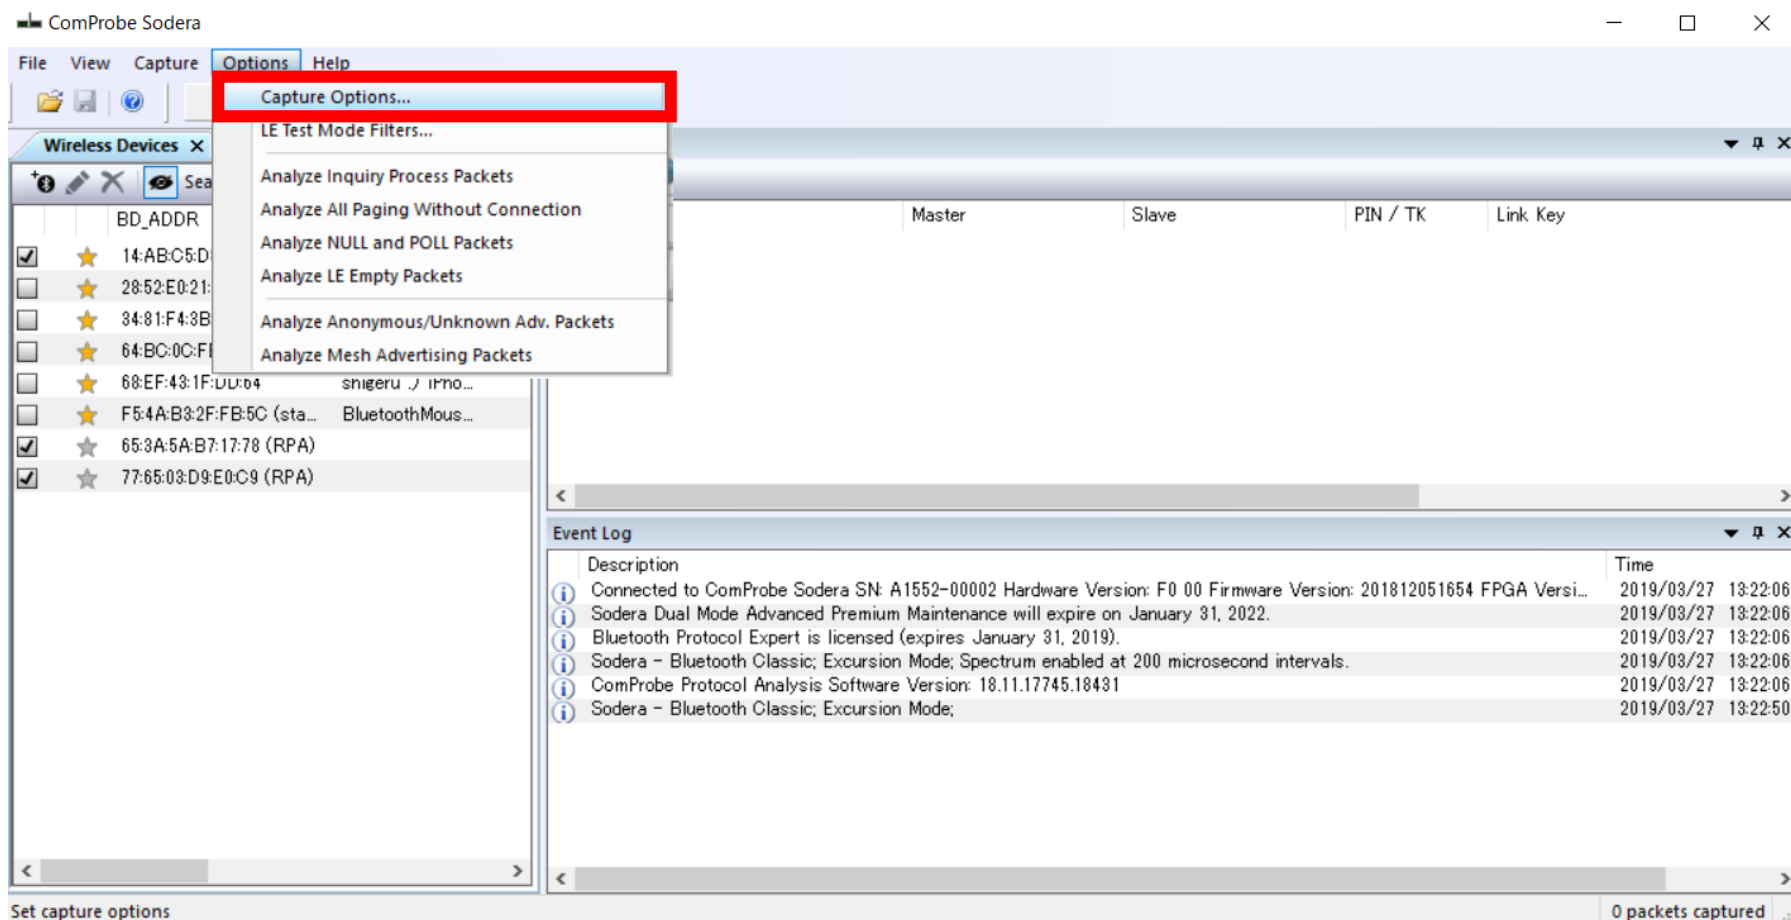 ComProbe Sodera
File View Capture Options Help
Capture Options...
LE Test Mode Filters...
Analyze Inquiry Process Packets
Analyze All Paging Without Connection
Analyze NULL and POLL Packets
Analyze LE Empty Packets
Analyze Anonymous/Unknown Adv. Packets
Analyze Mesh Advertising Packets
Wireless Devices
Sea
BD_ADDR
14:AB:C5:D
28:52:E0:21:
34:81:F4:3B
64:BC:0C:F
68:EF:43:1F:DD:64 shigeru .) iPho...
F5:4A:B3:2F:FB:5C (sta... BluetoothMous...
65:3A:5A:B7:17:78 (RPA)
77:65:03:D9:E0:C9 (RPA)
Master Slave PIN / TK Link Key
Event Log
Description Time
Connected to ComProbe Sodera SN: A1552-00002 Hardware Version: F0 00 Firmware Version: 201812051654 FPGA Versi... 2019/03/27 13:22:06
Sodera Dual Mode Advanced Premium Maintenance will expire on January 31, 2022. 2019/03/27 13:22:06
Bluetooth Protocol Expert is licensed (expires January 31, 2019). 2019/03/27 13:22:06
Sodera - Bluetooth Classic; Excursion Mode; Spectrum enabled at 200 microsecond intervals. 2019/03/27 13:22:06
ComProbe Protocol Analysis Software Version: 18.11.17745.18431 2019/03/27 13:22:06
Sodera - Bluetooth Classic; Excursion Mode; 2019/03/27 13:22:50
Set capture options 0 packets captured